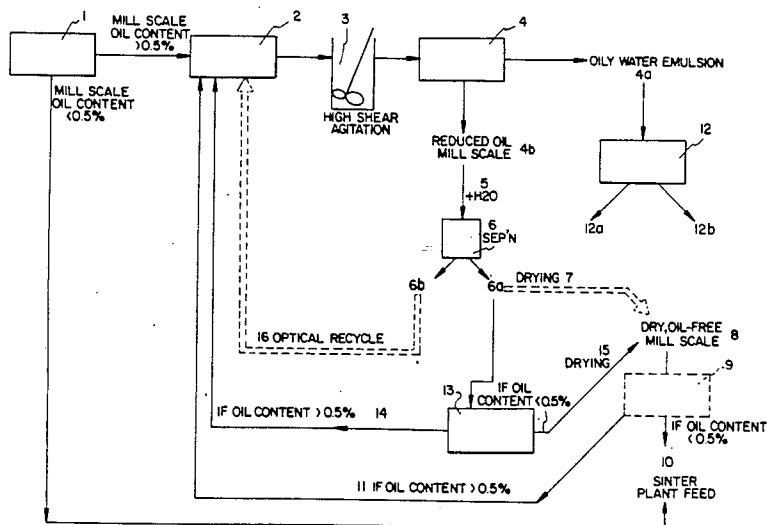 1
MILL SCALE
OIL CONTENT
>0.5%
2
3
4
MILL SCALE
OIL CONTENT
<0.5%
HIGH SHEAR
AGITATION
OILY WATER EMULSION
4a
REDUCED OIL
MILL SCALE 4b
12
5
+H2O
6
SEP'N
12a
12b
6b
6a
DRYING 7
16 OPTICAL RECYCLE
DRY, OIL-FREE
MILL SCALE 8
15
DRYING
9
IF OIL
CONTENT <0.5%
13
IF OIL CONTENT >0.5% 14
IF OIL CONTENT
<0.5%
10
11 IF OIL CONTENT >0.5%
SINTER
PLANT FEED